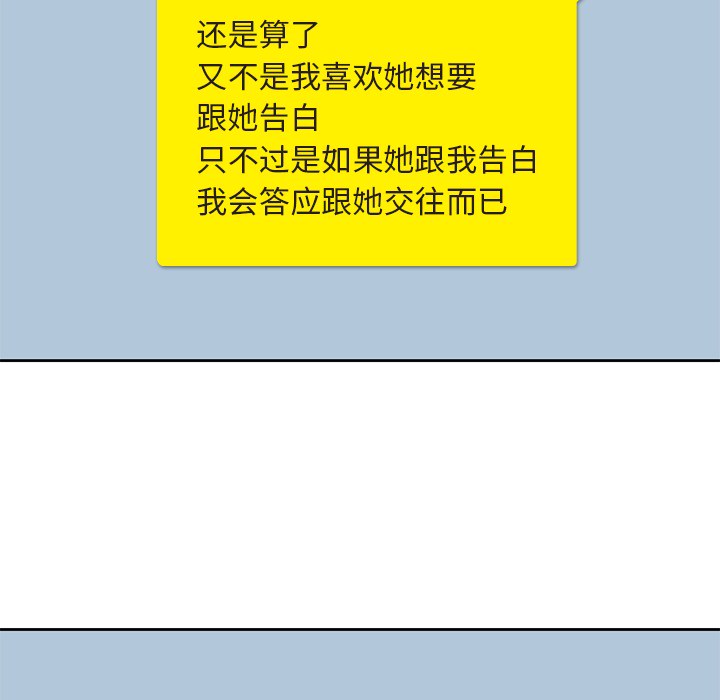 还是算了
又不是我喜欢她想要
跟她告白
只不过是如果她跟我告白
我会答应跟她交往而已